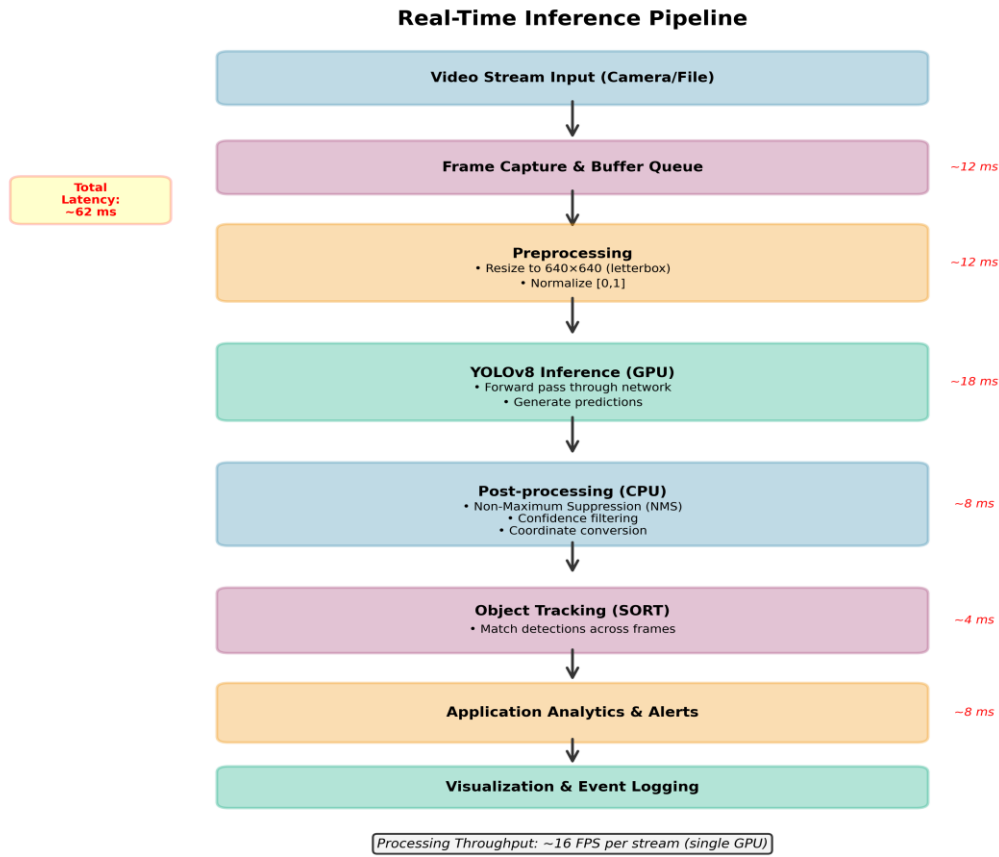 Real-Time Inference Pipeline
Video Stream Input (Camera/File)
Frame Capture & Buffer Queue
~12 ms
Total
Latency:
~62 ms
Preprocessing
• Resize to 640×640 (letterbox)
• Normalize [0,1]
~12 ms
YOLOv8 Inference (GPU)
• Forward pass through network
• Generate predictions
~18 ms
Post-processing (CPU)
• Non-Maximum Suppression (NMS)
• Confidence filtering
• Coordinate conversion
~8 ms
Object Tracking (SORT)
• Match detections across frames
~4 ms
Application Analytics & Alerts
~8 ms
Visualization & Event Logging
Processing Throughput: ~16 FPS per stream (single GPU)